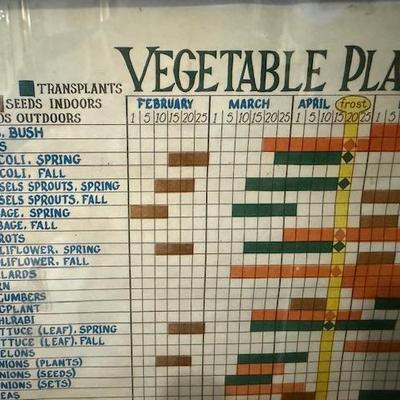 VEGETABLE PLA
TRANSPLANTS
SEEDS INDOORS
DS OUTDOORS
FEBRUARY MARCH APRIL frost
1 5 10 15 20 25 1 5 10 15 20 25 1 5 10 15 20 25
S, BUSH
S
COLI, SPRING
COLI, FALL
SELS SPROUTS, SPRING
SELS SPROUTS, FALL
AGE, SPRING
BAGE, FALL
ROTS
LIFLOWER, SPRING
LIFLOWER, FALL
LARDS
RN
CUMBERS
GPLANT
HLRABI
TTUCE (LEAF), SPRING
TTUCE (LEAF), FALL
ELONS
NIONS (PLANTS)
NIONS (SEEDS)
NIONS (SETS)
EAS